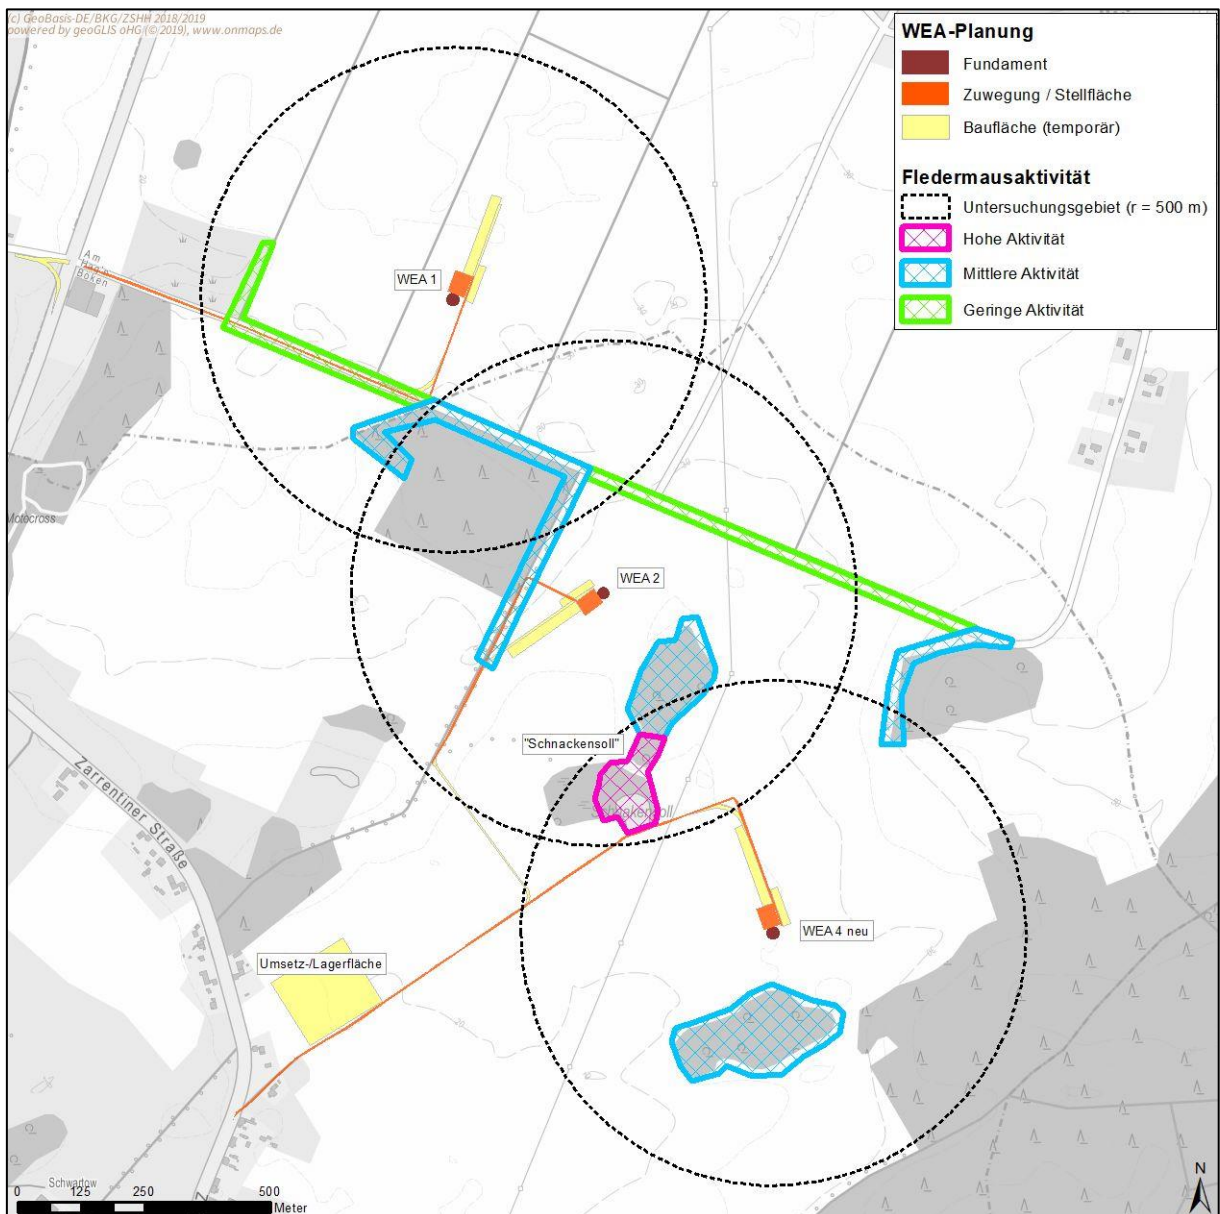 (c) GeoBasis-DE/BKG/ZSHH 2018/2019
powered by geoGLIS oHG (© 2019), www.onmaps.de
WEA-Planung
Fundament
Zuwegung / Stellfläche
Baufläche (temporär)
Fledermausaktivität
Untersuchungsgebiet (r = 500 m)
Hohe Aktivität
Mittlere Aktivität
Geringe Aktivität
Am
Böken
WEA 1
Motocross
WEA 2
"Schnackensoll"
Schnakensoll
Zarrentiner Straße
WEA 4 neu
Umsetz-/Lagerfläche
Schwartow
Z
N
0 125 250 500
Meter